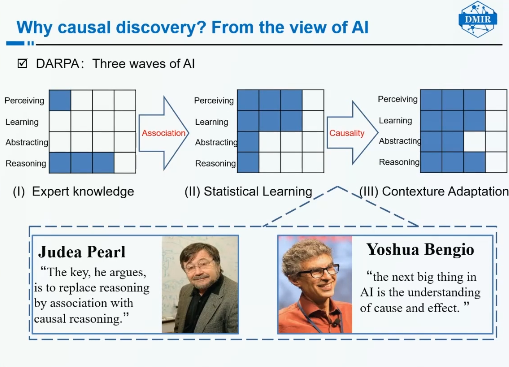 Why causal discovery? From the view of AI
DMIR
☑ DARPA: Three waves of AI
Perceiving
Learning
Abstracting
Reasoning
Association
Perceiving
Learning
Abstracting
Reasoning
Causality
Perceiving
Learning
Abstracting
Reasoning
(I) Expert knowledge
(II) Statistical Learning
(III) Contexture Adaptation
Judea Pearl
“The key, he argues,
is to replace reasoning
by association with
causal reasoning.”
Yoshua Bengio
“the next big thing in
AI is the understanding
of cause and effect. ”